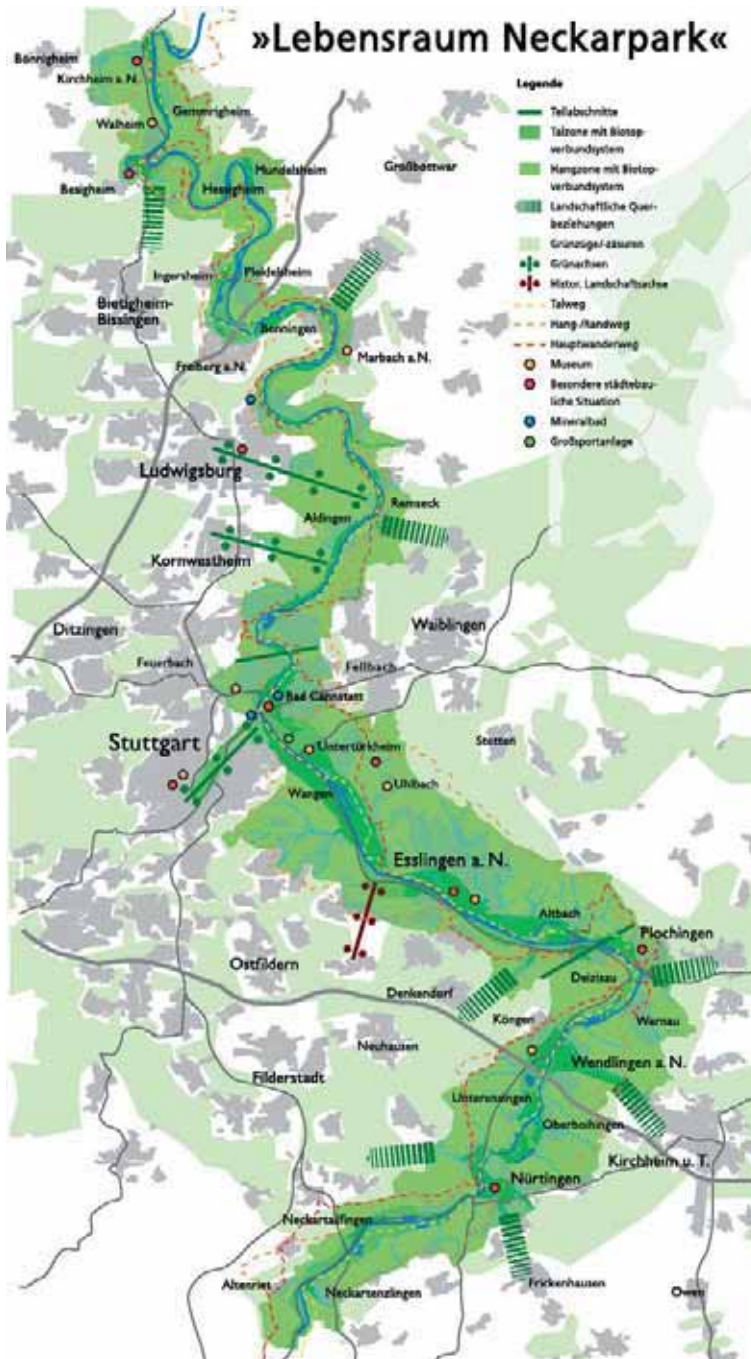 »Lebensraum Neckarpark«
Legende
Teilabschnitte
Talzone mit Biotop-
verbundsystem
Hangzone mit Biotop-
verbundsystem
Landschaftliche Quer-
beziehungen
Grünzüge/-zäsuren
Grünachsen
Histor. Landschaftsachse
Talweg
Hang-/Randweg
Hauptwanderweg
Museum
Besondere städtebau-
liche Situation
Mineralbad
Großsportanlage
Bönnigheim
Kirchheim a. N.
Gemmrigheim
Walheim
Mundelsheim
Großbottwar
Besigheim
Hessigheim
Ingersheim
Pleidelsheim
Bietigheim-
Bissingen
Benningen
Marbach a. N.
Freiberg a.N.
Ludwigsburg
Remseck
Aldingen
Kornwestheim
Ditzingen
Waiblingen
Feuerbach
Fellbach
Bad Cannstatt
Stuttgart
Untertürkheim
Stetten
Uhlbach
Wangen
Esslingen a. N.
Altbach
Plochingen
Ostfildern
Deizisau
Denkendorf
Wernau
Köngen
Neuhausen
Wendlingen a. N.
Filderstadt
Unterensingen
Oberboihingen
Kirchheim u. T.
Nürtingen
Neckartailfingen
Altenriet
Neckartenzlingen
Frickenhausen
Owen